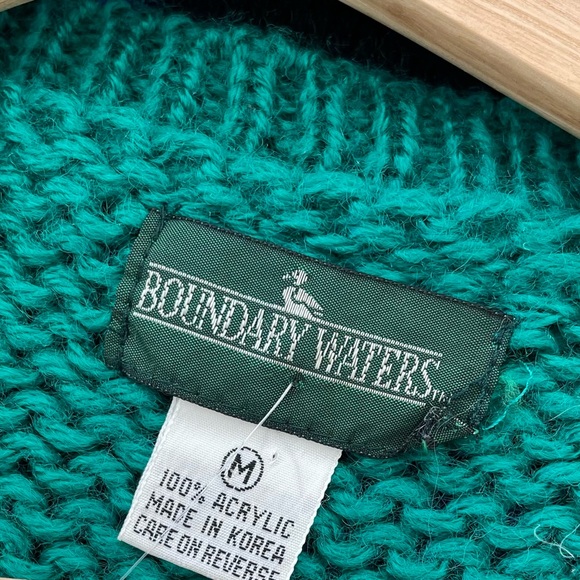 BOUNDARY WATERS TM
M
100% ACRYLIC
MADE IN KOREA
CARE ON REVERSE